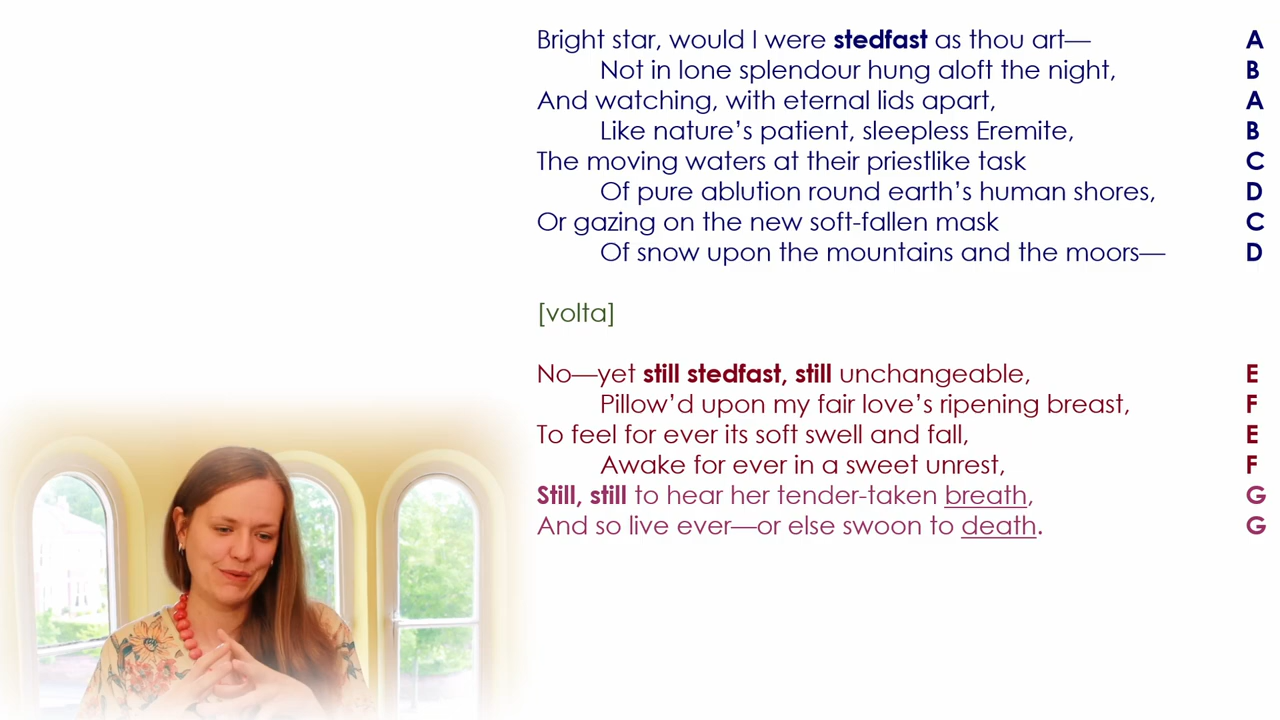 Bright star, would I were stedfast as thou art— A
Not in lone splendour hung aloft the night, B
And watching, with eternal lids apart, A
Like nature's patient, sleepless Eremite, B
The moving waters at their priestlike task C
Of pure ablution round earth's human shores, D
Or gazing on the new soft-fallen mask C
Of snow upon the mountains and the moors— D
[volta]
No—yet still stedfast, still unchangeable, E
Pillow'd upon my fair love's ripening breast, F
To feel for ever its soft swell and fall, E
Awake for ever in a sweet unrest, F
Still, still to hear her tender-taken breath, G
And so live ever—or else swoon to death. G